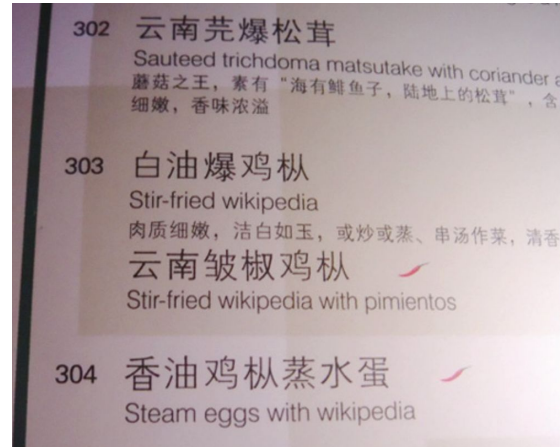 302 云南芫爆松茸
Sauteed trichdoma matsutake with coriander a
蘑菇之王，素有“海有鲱鱼子，陆地上的松茸”，含
细嫩，香味浓溢
303 白油爆鸡枞
Stir-fried wikipedia
肉质细嫩，洁白如玉，或炒或蒸、串汤作菜，清香
云南皱椒鸡枞
Stir-fried wikipedia with pimientos
304 香油鸡枞蒸水蛋
Steam eggs with wikipedia